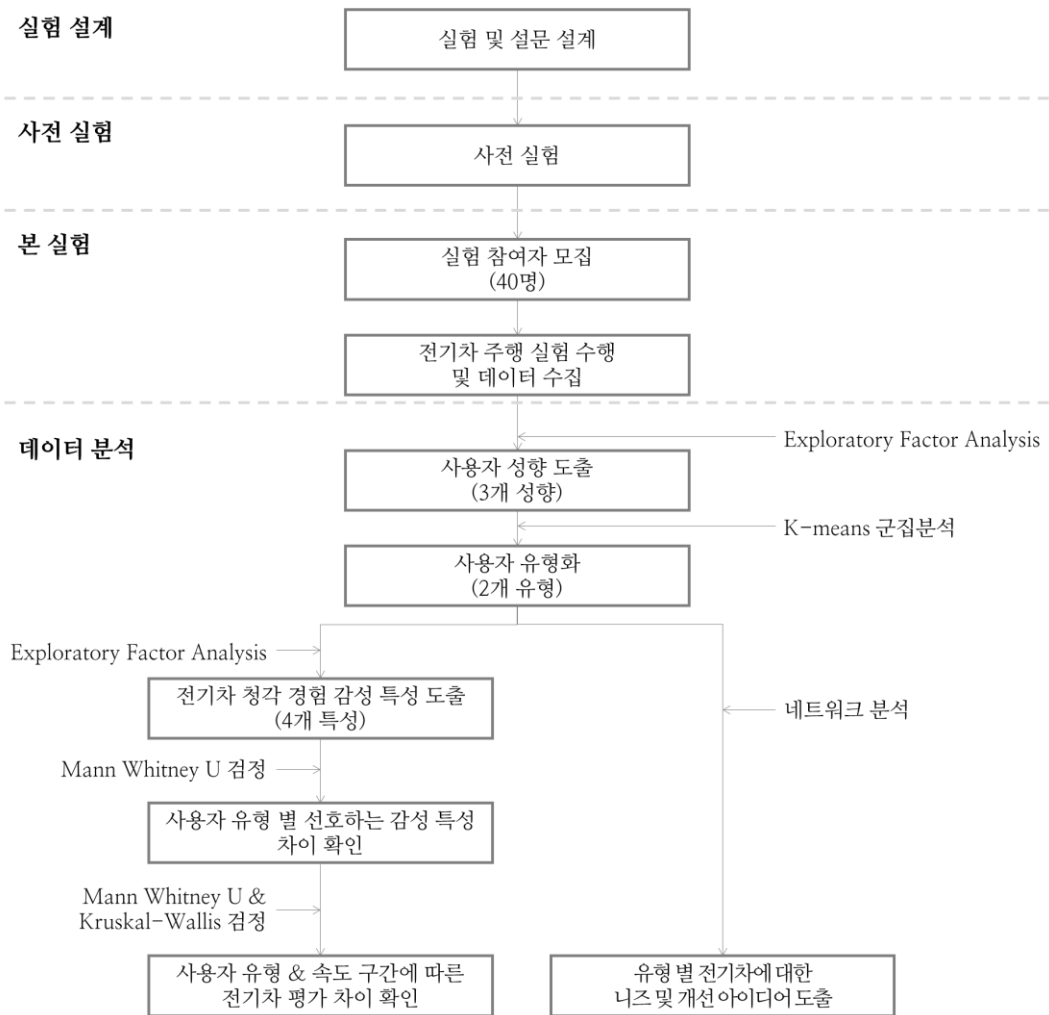 실험 설계
실험 및 설문 설계
사전 실험
사전 실험
본 실험
실험 참여자 모집
(40명)
전기차 주행 실험 수행
및 데이터 수집
데이터 분석
Exploratory Factor Analysis
사용자 성향 도출
(3개 성향)
K-means 군집분석
사용자 유형화
(2개 유형)
Exploratory Factor Analysis
전기차 청각 경험 감성 특성 도출
(4개 특성)
네트워크 분석
Mann Whitney U 검정
사용자 유형 별 선호하는 감성 특성
차이 확인
Mann Whitney U &
Kruskal-Wallis 검정
사용자 유형 & 속도 구간에 따른
전기차 평가 차이 확인
유형 별 전기차에 대한
니즈 및 개선 아이디어 도출